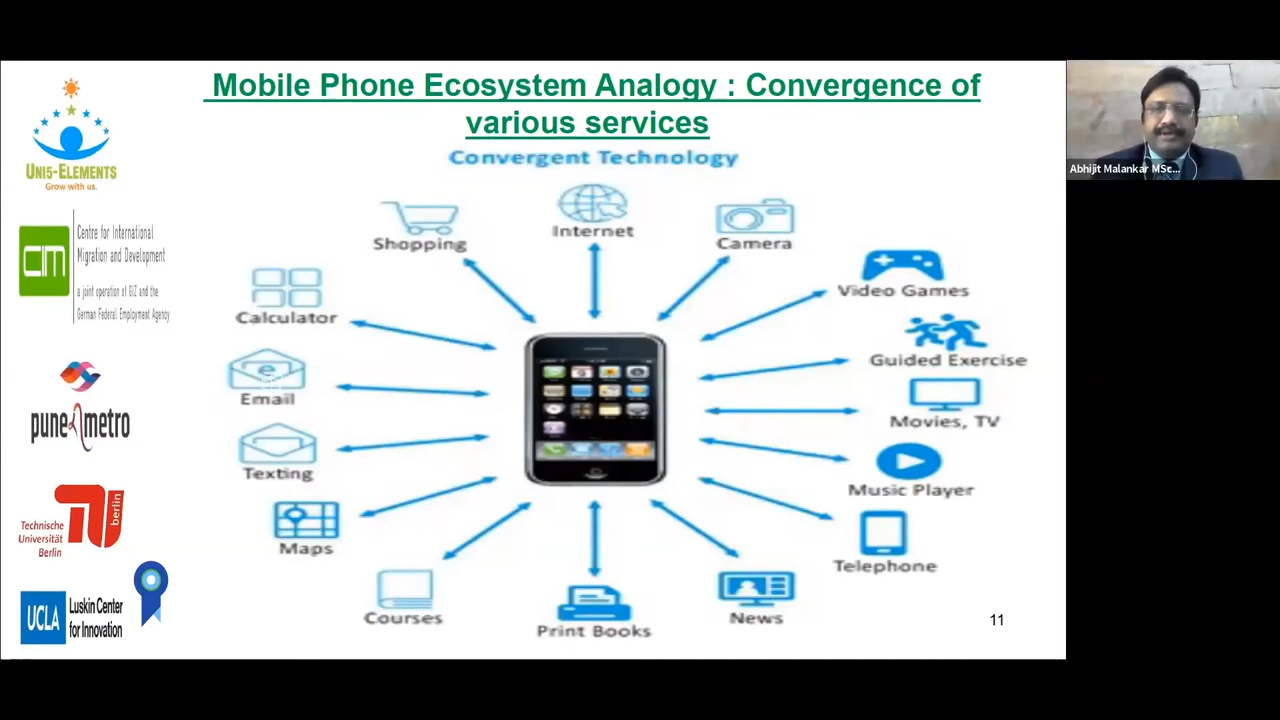 Mobile Phone Ecosystem Analogy : Convergence of
various services
Convergent Technology
UNI5-ELEMENTS
Grow with us.
CIM
Centre for International
Migration and Development
a joint operation of GIZ and the
German Federal Employment Agency
pune metro
Technische
Universität
Berlin
berlin
UCLA
Luskin Center
for Innovation
Shopping
Internet
Camera
Video Games
Calculator
Guided Exercise
Email
Movies, TV
Texting
Music Player
Maps
Telephone
Courses
Print Books
News
11
Abhijit Malankar MSc...